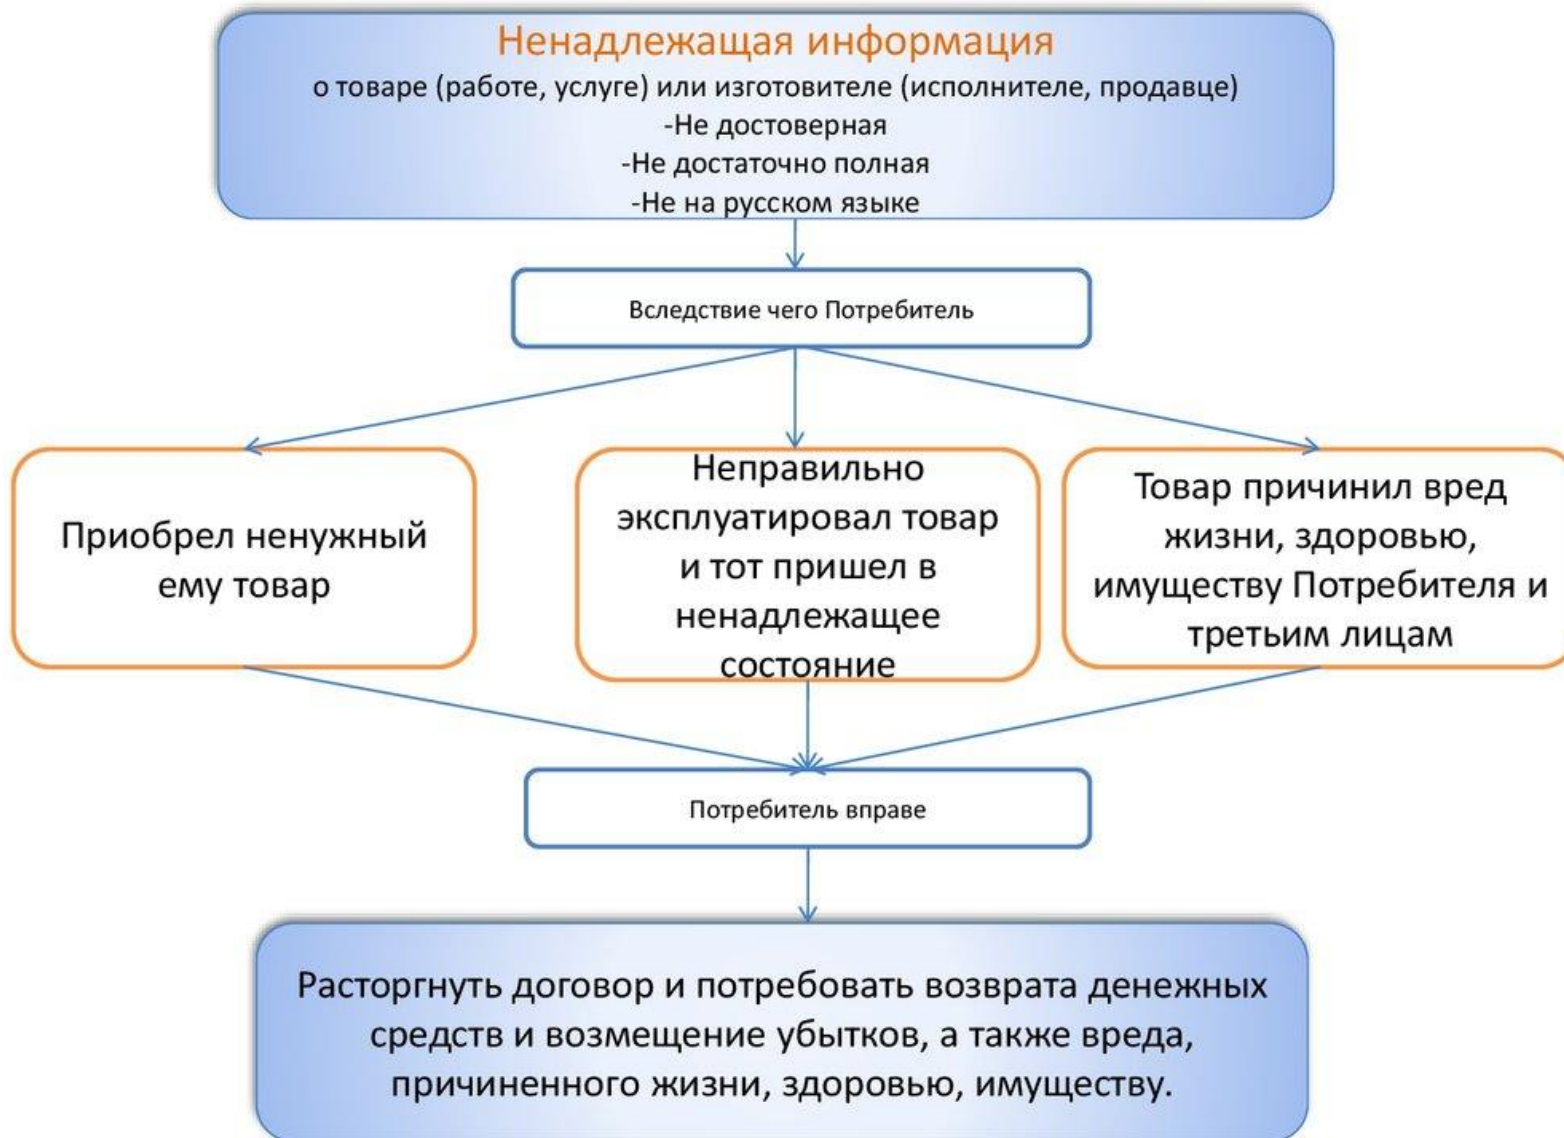 Ненадлежащая информация
о товаре (работе, услуге) или изготовителе (исполнителе, продавце)
-Не достоверная
-Не достаточно полная
-Не на русском языке
Вследствие чего Потребитель
Приобрел ненужный
ему товар
Неправильно
эксплуатировал товар
и тот пришел в
ненадлежащее
состояние
Товар причинил вред
жизни, здоровью,
имуществу Потребителя и
третьим лицам
Потребитель вправе
Расторгнуть договор и потребовать возврата денежных
средств и возмещение убытков, а также вреда,
причиненного жизни, здоровью, имуществу.